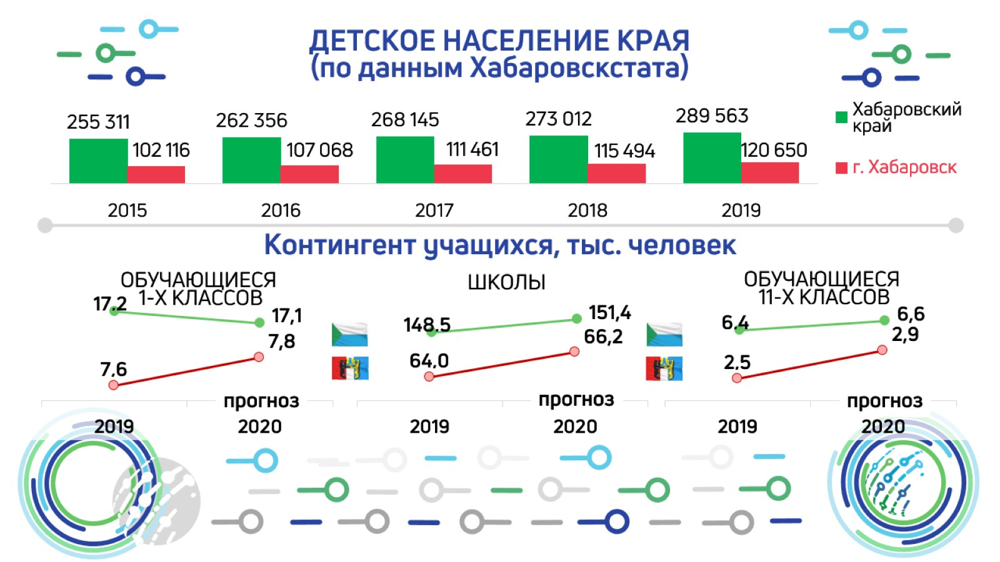 ДЕТСКОЕ НАСЕЛЕНИЕ КРАЯ
(по данным Хабаровскстата)
255 311
102 116
262 356
107 068
268 145
111 461
273 012
115 494
289 563
120 650
Хабаровский
край
г. Хабаровск
2015
2016
2017
2018
2019
Контингент учащихся, тыс. человек
ОБУЧАЮЩИЕСЯ
1-Х КЛАССОВ
17,2
17,1
7,8
7,6
прогноз
2019
2020
ШКОЛЫ
148,5
151,4
66,2
64,0
прогноз
2019
2020
ОБУЧАЮЩИЕСЯ
11-Х КЛАССОВ
6,4
6,6
2,9
2,5
прогноз
2019
2020